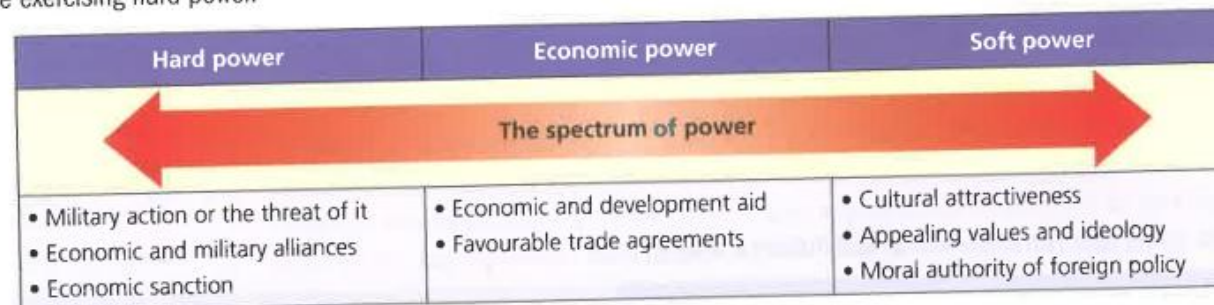 exercising hard power.
Hard power
Economic power
Soft power
The spectrum of power
• Military action or the threat of it
• Economic and military alliances
• Economic sanction
• Economic and development aid
• Favourable trade agreements
• Cultural attractiveness
• Appealing values and ideology
• Moral authority of foreign policy